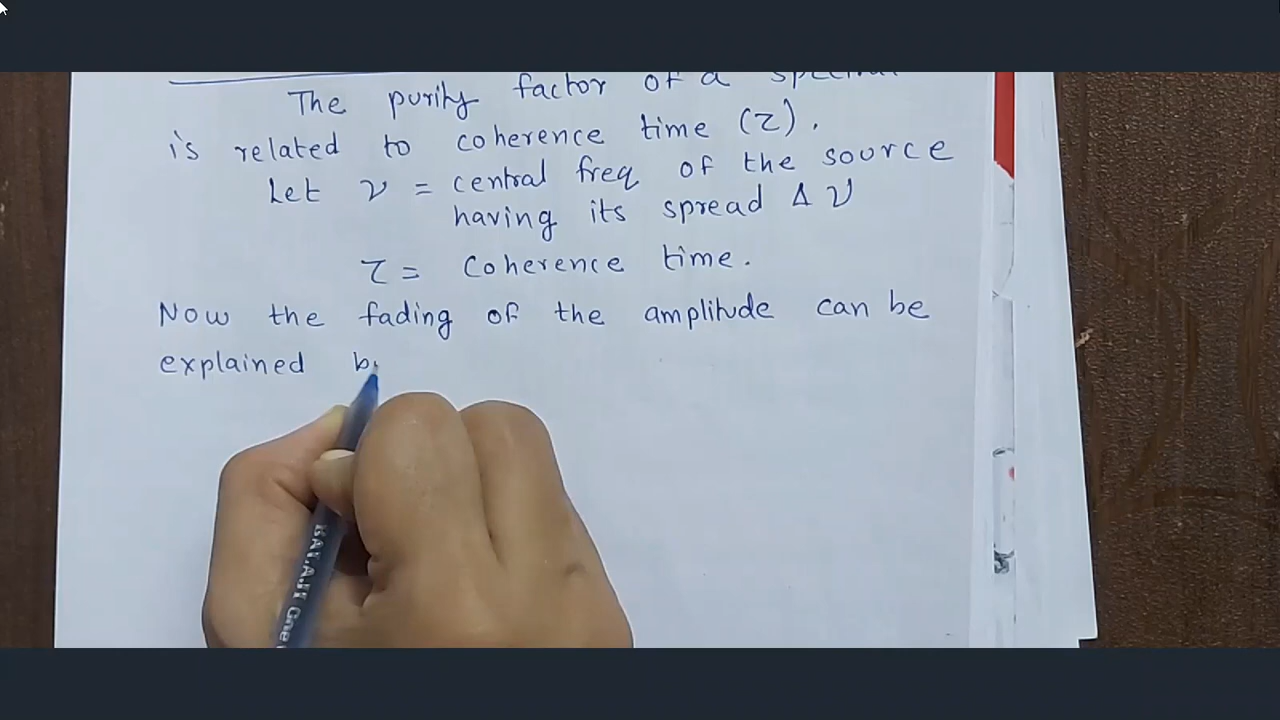 The purity factor of a spectral
is related to coherence time (τ).
Let ν = central freq of the source
having its spread Δν
τ = Coherence time.
Now the fading of the amplitude can be
explained b